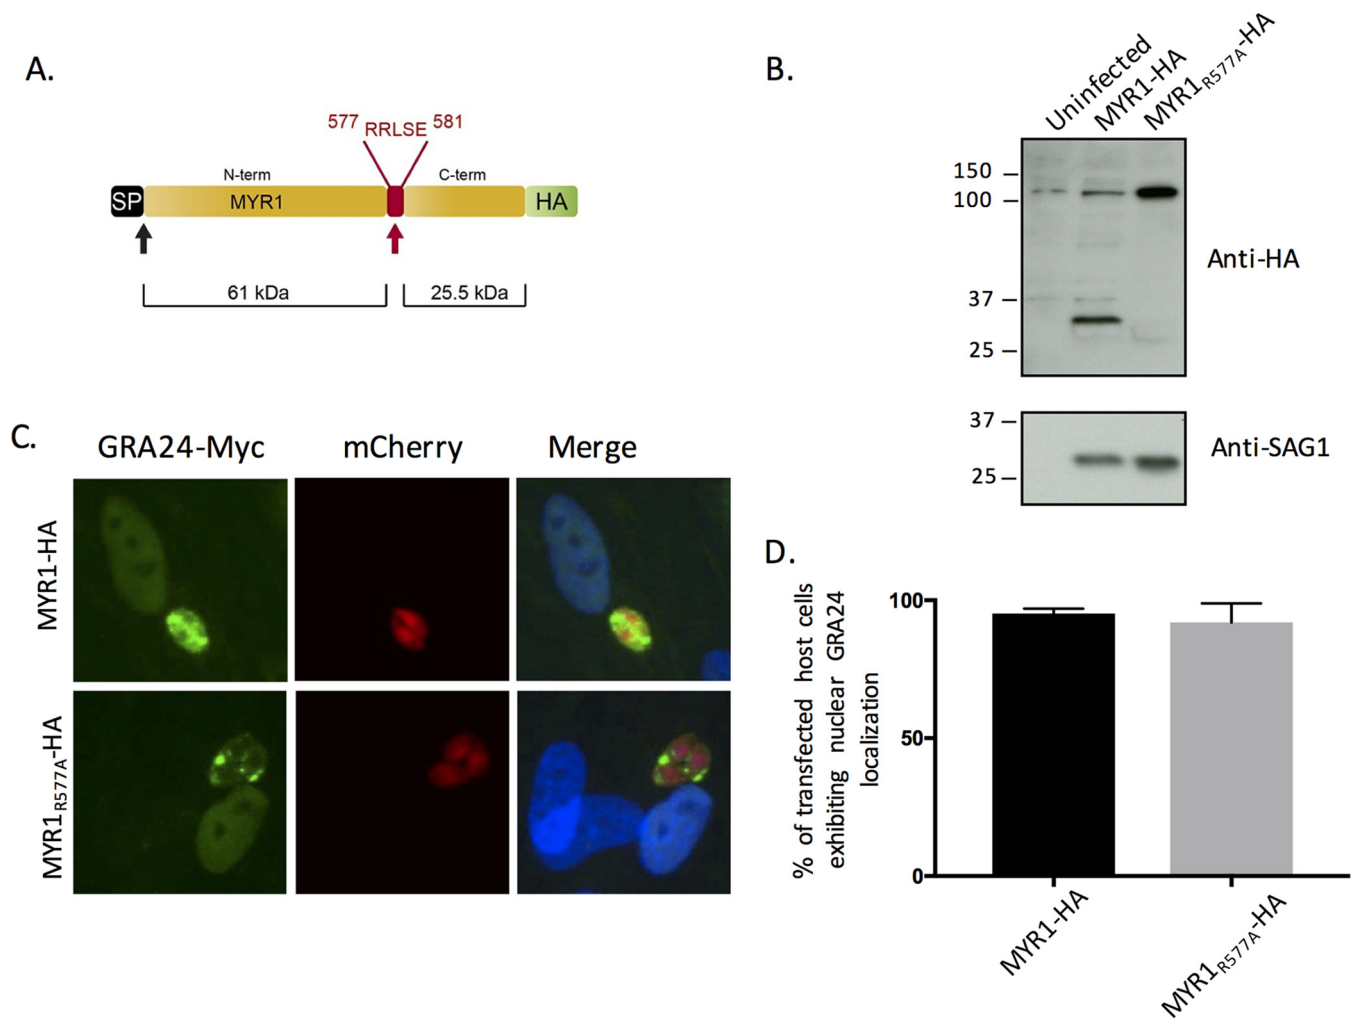 A.
577 RRLSE 581
N-term
C-term
SP
MYR1
HA
61 kDa
25.5 kDa
B.
Uninfected
MYR1-HA
MYR1R577A-HA
150
100
37
25
Anti-HA
37
25
Anti-SAG1
C.
GRA24-Myc
mCherry
Merge
MYR1-HA
MYR1R577A-HA
D.
% of transfected host cells
exhibiting nuclear GRA24
localization
100
50
0
MYR1-HA
MYR1R577A-HA